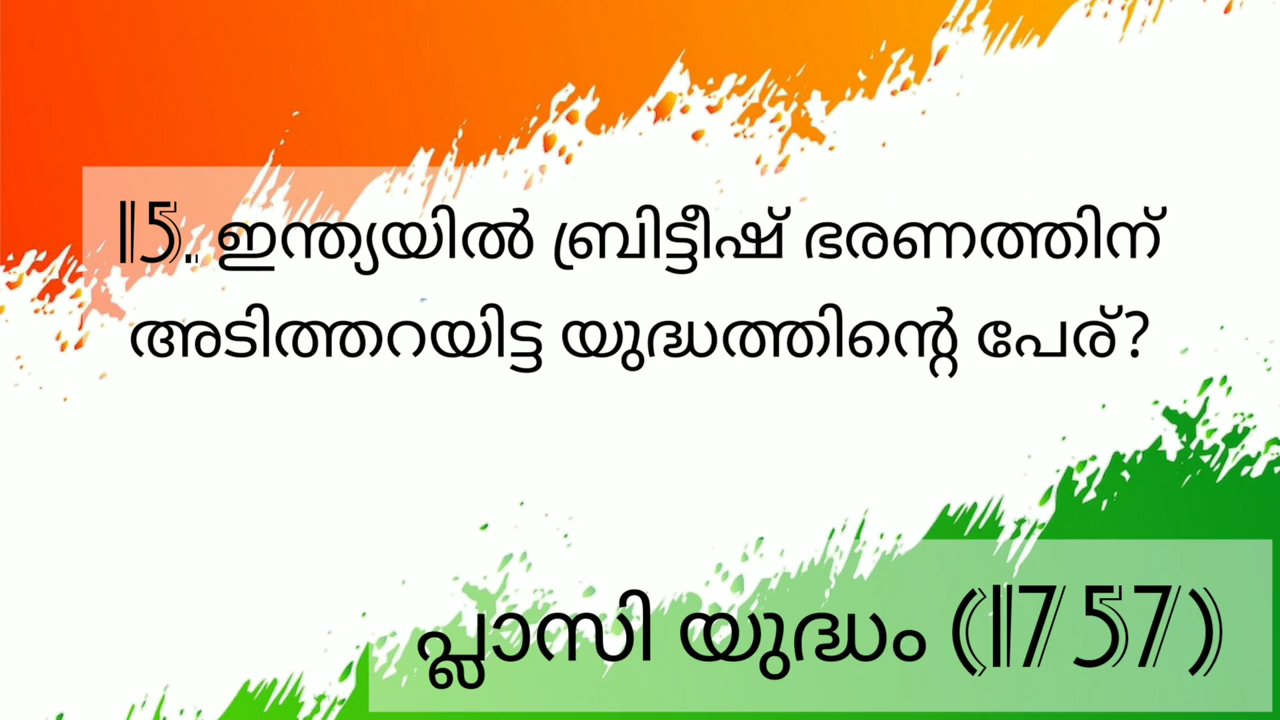 15. ഇന്ത്യയിൽ ബ്രിട്ടീഷ് ഭരണത്തിന്
അടിത്തറയിട്ട യുദ്ധത്തിന്റെ പേര്?
പ്ലാസി യുദ്ധം (1757)